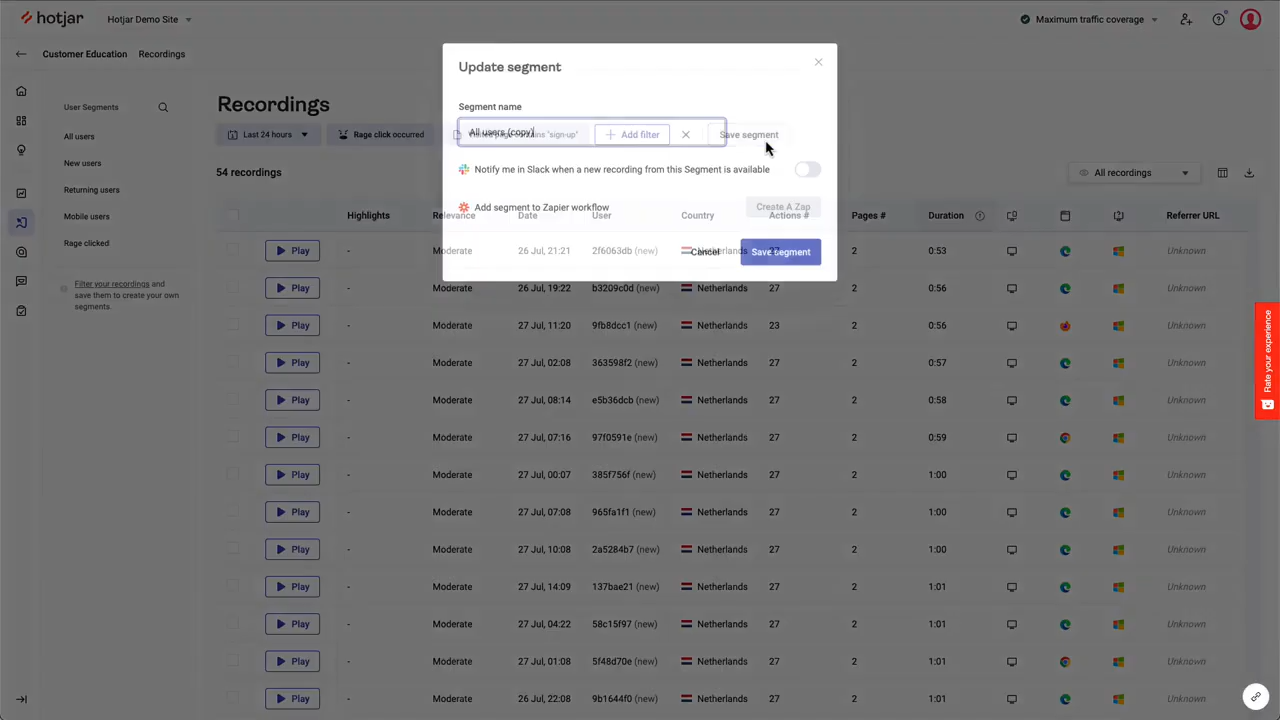 hotjar
Hotjar Demo Site
Maximum traffic coverage
Customer Education Recordings
Update segment
Segment name
All users (copy)
Visited page contains "sign-up"
Add filter
Save segment
Notify me in Slack when a new recording from this Segment is available
Add segment to Zapier workflow
Create A Zap
Cancel
Save segment
User Segments
All users
New users
Returning users
Mobile users
Rage clicked
Filter your recordings and
save them to create your own
segments.
Recordings
Last 24 hours
Rage click occurred
54 recordings
All recordings
Highlights Relevance Date User Country Actions # Pages # Duration Referrer URL
Play - Moderate 26 Jul, 21:21 2f6063db (new) Netherlands 27 2 0:53 Unknown
Play - Moderate 26 Jul, 19:22 b3209c0d (new) Netherlands 27 2 0:56 Unknown
Play - Moderate 27 Jul, 11:20 9fb8dcc1 (new) Netherlands 23 2 0:56 Unknown
Play - Moderate 27 Jul, 02:08 363598f2 (new) Netherlands 27 2 0:57 Unknown
Play - Moderate 27 Jul, 08:14 e5b36dcb (new) Netherlands 27 2 0:58 Unknown
Play - Moderate 27 Jul, 07:16 97f0591e (new) Netherlands 27 2 0:59 Unknown
Play - Moderate 27 Jul, 00:07 385f756f (new) Netherlands 27 2 1:00 Unknown
Play - Moderate 27 Jul, 07:08 965fa1f1 (new) Netherlands 27 2 1:00 Unknown
Play - Moderate 27 Jul, 10:08 2a5284b7 (new) Netherlands 27 2 1:00 Unknown
Play - Moderate 27 Jul, 14:09 137bae21 (new) Netherlands 27 2 1:01 Unknown
Play - Moderate 27 Jul, 04:22 58c15f97 (new) Netherlands 27 2 1:01 Unknown
Play - Moderate 27 Jul, 01:08 5f48d70e (new) Netherlands 27 2 1:01 Unknown
Play - Moderate 26 Jul, 22:08 9b1644f0 (new) Netherlands 27 2 1:01 Unknown
Rate your experience